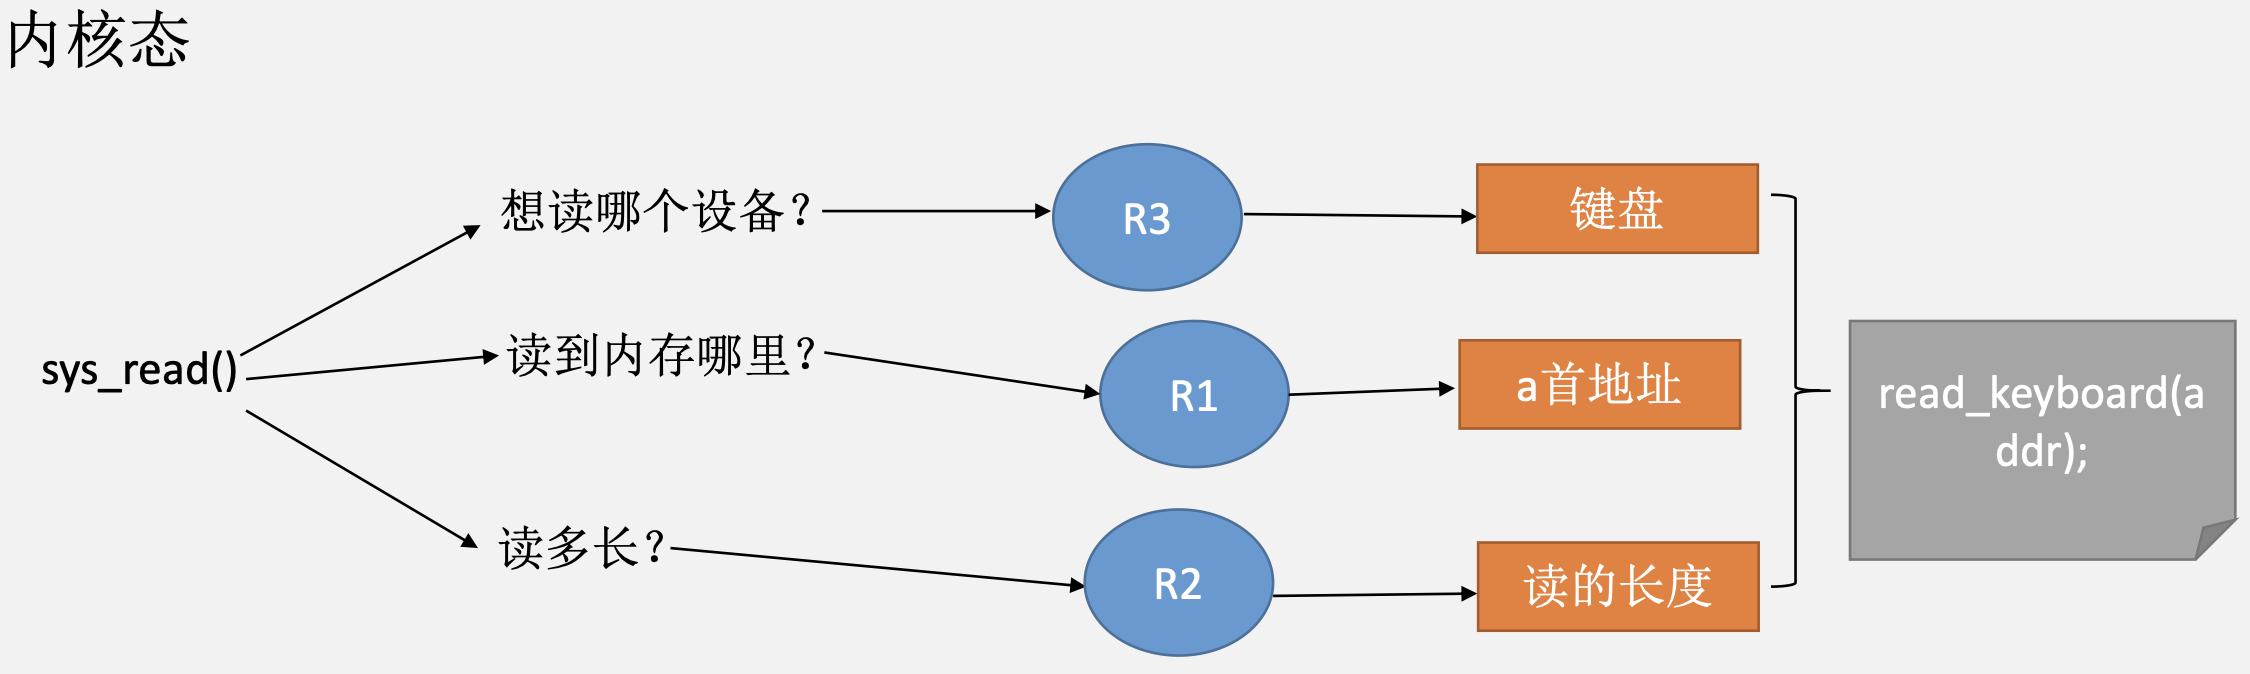 内核态
想读哪个设备?
R3
键盘
sys_read()
读到内存哪里?
R1
a首地址
读多长?
R2
读的长度
read_keyboard(a
ddr);